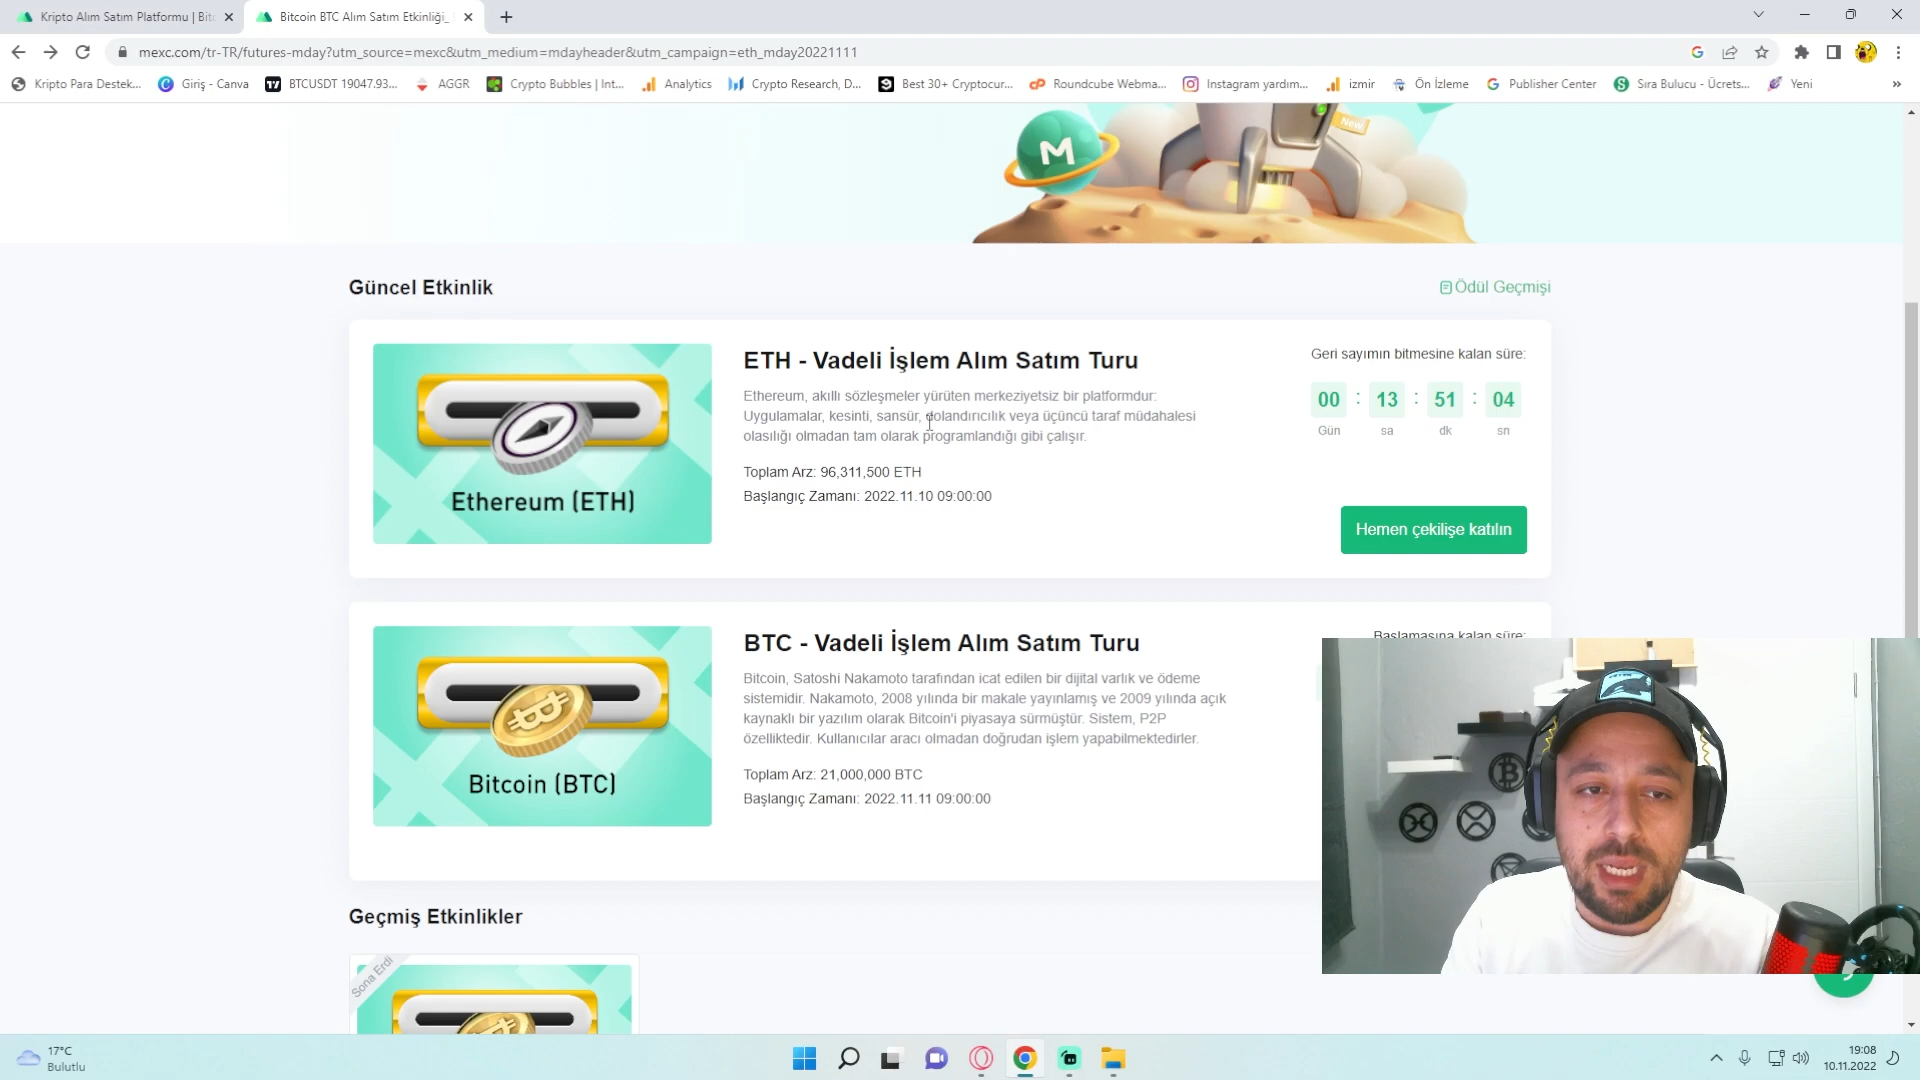 Kripto Alım Satım Platformu | Bit
Bitcoin BTC Alım Satım Etkinliği_
mexc.com/tr-TR/futures-mday?utm_source=mexc&utm_medium=mdayheader&utm_campaign=eth_mday20221111
Kripto Para Destek...
Giriş - Canva
BTCUSDT 19047.93...
AGGR
Crypto Bubbles | Int...
Analytics
Crypto Research, D...
Best 30+ Cryptocur...
Roundcube Webma...
Instagram yardım...
izmir
Ön İzleme
Publisher Center
Sıra Bulucu - Ücrets...
Yeni
New
M
Güncel Etkinlik
Ödül Geçmişi
Ethereum (ETH)
ETH - Vadeli İşlem Alım Satım Turu
Ethereum, akıllı sözleşmeler yürüten merkeziyetsiz bir platformdur:
Uygulamalar, kesinti, sansür, dolandırıcılık veya üçüncü taraf müdahalesi
olasılığı olmadan tam olarak programlandığı gibi çalışır.
Toplam Arz: 96,311,500 ETH
Başlangıç Zamanı: 2022.11.10 09:00:00
Geri sayımın bitmesine kalan süre:
00 : 13 : 51 : 04
Gün sa dk sn
Hemen çekilişe katılın
Bitcoin (BTC)
BTC - Vadeli İşlem Alım Satım Turu
Bitcoin, Satoshi Nakamoto tarafından icat edilen bir dijital varlık ve ödeme
sistemidir. Nakamoto, 2008 yılında bir makale yayınlamış ve 2009 yılında açık
kaynaklı bir yazılım olarak Bitcoin'i piyasaya sürmüştür. Sistem, P2P
özelliktedir. Kullanıcılar aracı olmadan doğrudan işlem yapabilmektedirler.
Toplam Arz: 21,000,000 BTC
Başlangıç Zamanı: 2022.11.11 09:00:00
Başlamasına kalan süre:
Geçmiş Etkinlikler
Sona Erdi
17°C
Bulutlu
19:08
10.11.2022